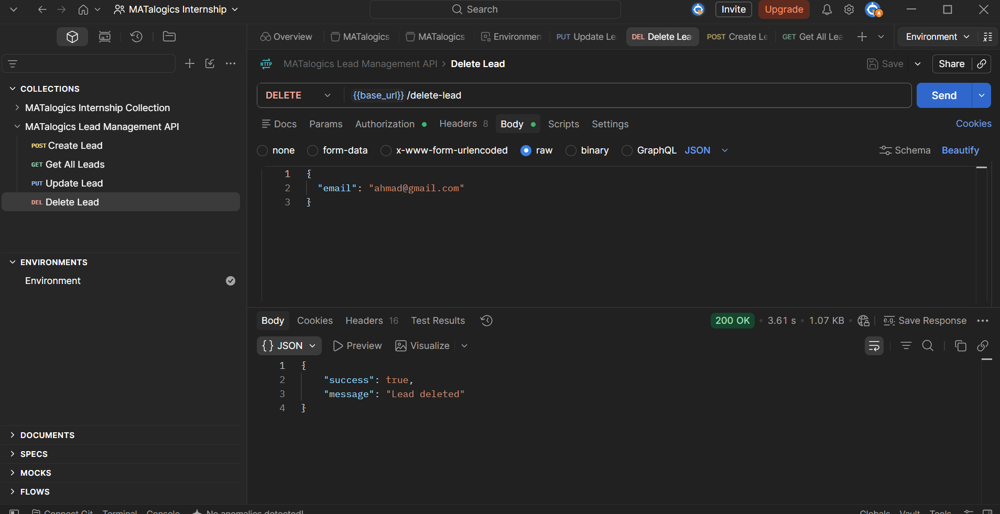 MATalogics Internship
Search
Invite
Upgrade
A
Overview
MATalogics
MATalogics
Environmen
PUT Update Le
DEL Delete Lea
POST Create Le
GET Get All Lea
Environment
HTTP MATalogics Lead Management API > Delete Lead
Save
Share
COLLECTIONS
MATalogics Internship Collection
MATalogics Lead Management API
POST Create Lead
GET Get All Leads
PUT Update Lead
DEL Delete Lead
ENVIRONMENTS
Environment
DOCUMENTS
SPECS
MOCKS
FLOWS
DELETE
{{base_url}} /delete-lead
Send
Docs
Params
Authorization
Headers 8
Body
Scripts
Settings
Cookies
none
form-data
x-www-form-urlencoded
raw
binary
GraphQL
JSON
Schema
Beautify
1 {
2 "email": "ahmad@gmail.com"
3 }
Body
Cookies
Headers 16
Test Results
200 OK
3.61 s
1.07 KB
e.g. Save Response
{} JSON
Preview
Visualize
1 {
2 "success": true,
3 "message": "Lead deleted"
4 }
Connect Git
Terminal
Console
No anomalies detected!
Globals
Vault
Tools